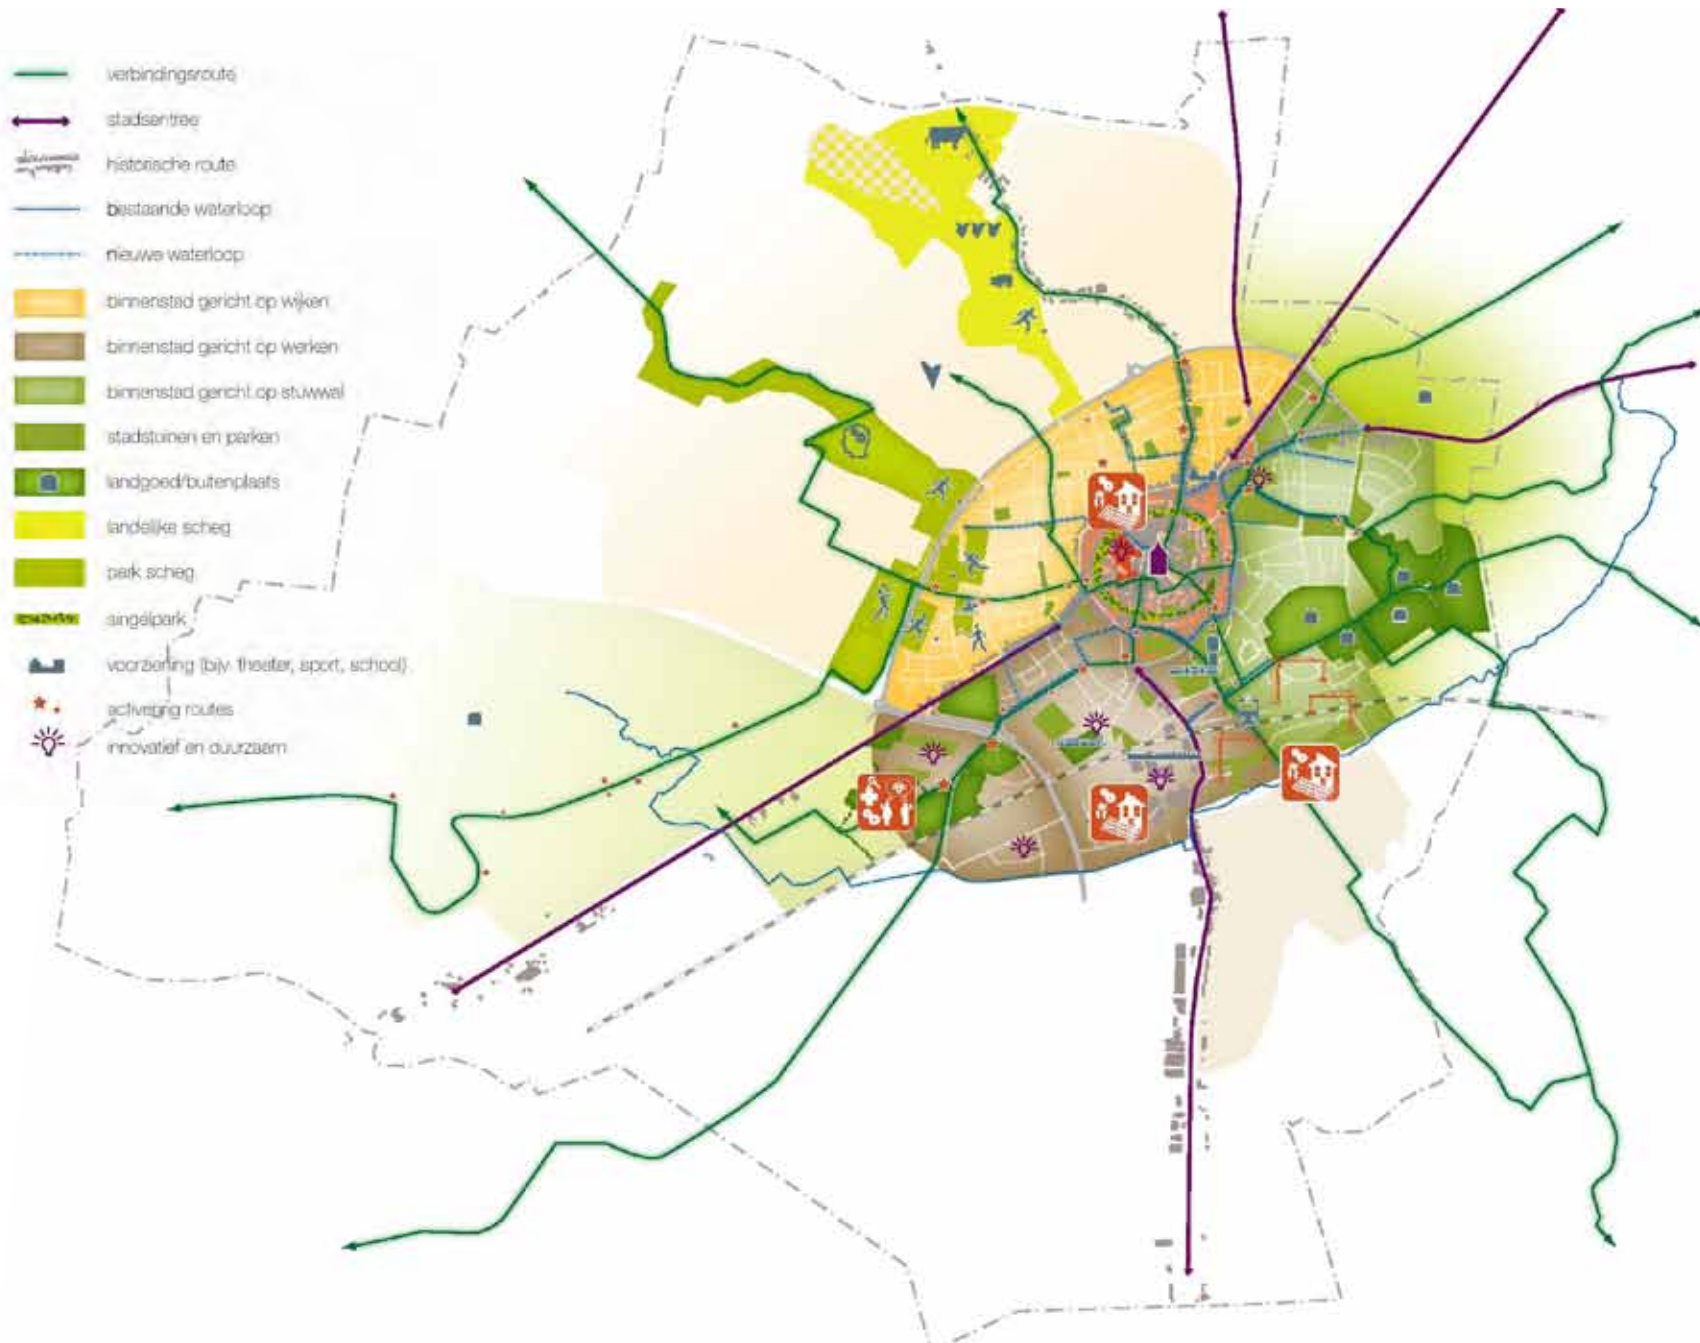 verbindingsroute
stadsentree
historische route
bestaande waterloop
nieuwe waterloop
binnenstad gericht op wijken
binnenstad gericht op werken
binnenstad gericht op stuwwal
stadstuinen en parken
landgoed/buitenplaats
landelijke scheg
park scheg
singelpark
voorziening (bijv. theater, sport, school)
activering routes
innovatief en duurzaam